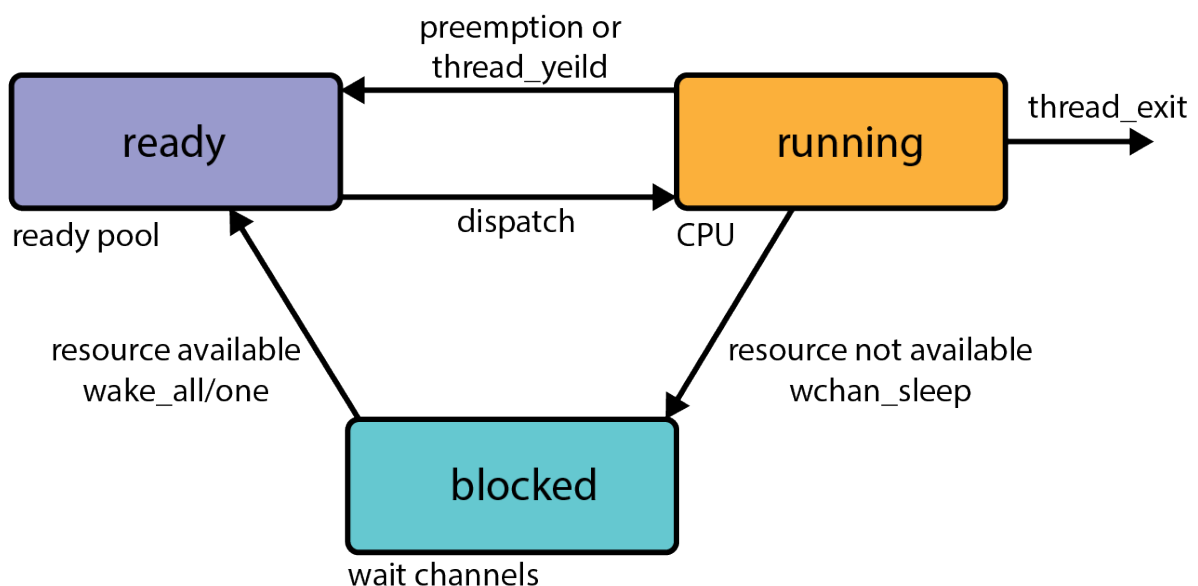 preemption or
thread_yeild
ready
running
thread_exit
ready pool
dispatch
CPU
resource available
wake_all/one
resource not available
wchan_sleep
blocked
wait channels